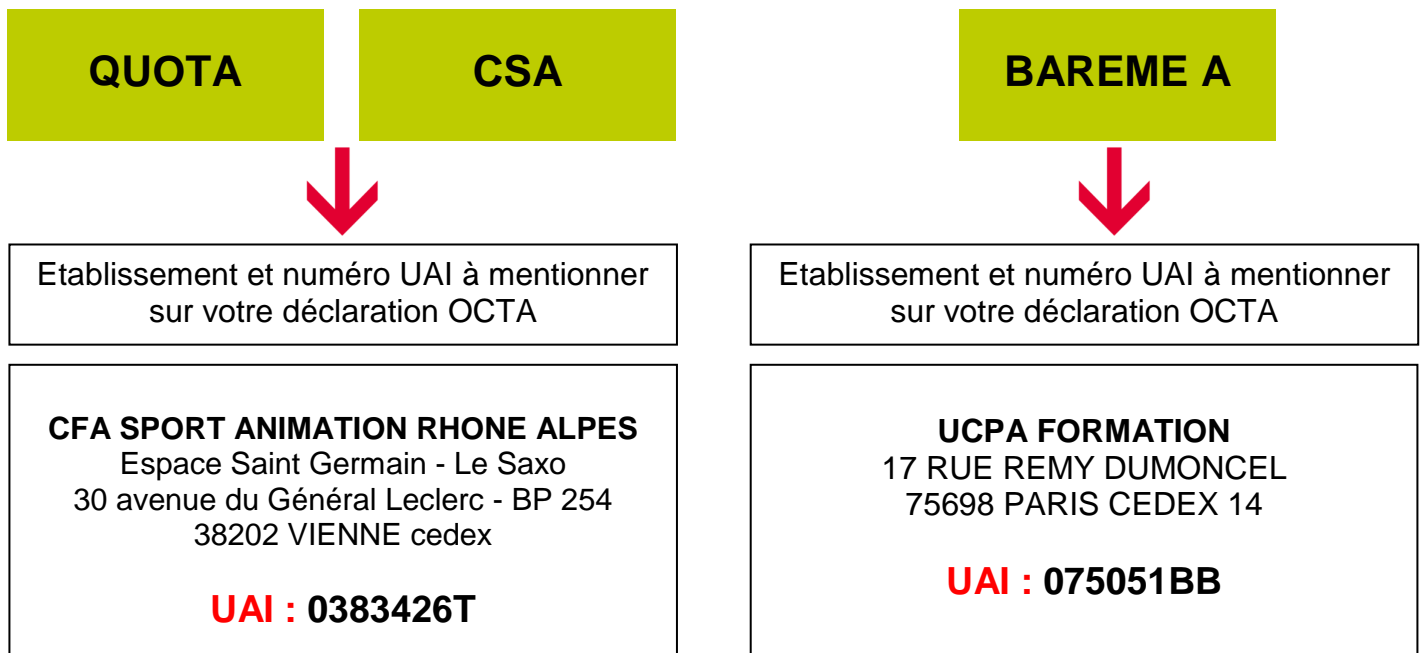 QUOTA
CSA
BAREME A
Etablissement et numéro UAI à mentionner
sur votre déclaration OCTA
Etablissement et numéro UAI à mentionner
sur votre déclaration OCTA
CFA SPORT ANIMATION RHONE ALPES
Espace Saint Germain - Le Saxo
30 avenue du Général Leclerc - BP 254
38202 VIENNE cedex
UAI : 0383426T
UCPA FORMATION
17 RUE REMY DUMONCEL
75698 PARIS CEDEX 14
UAI : 075051BB